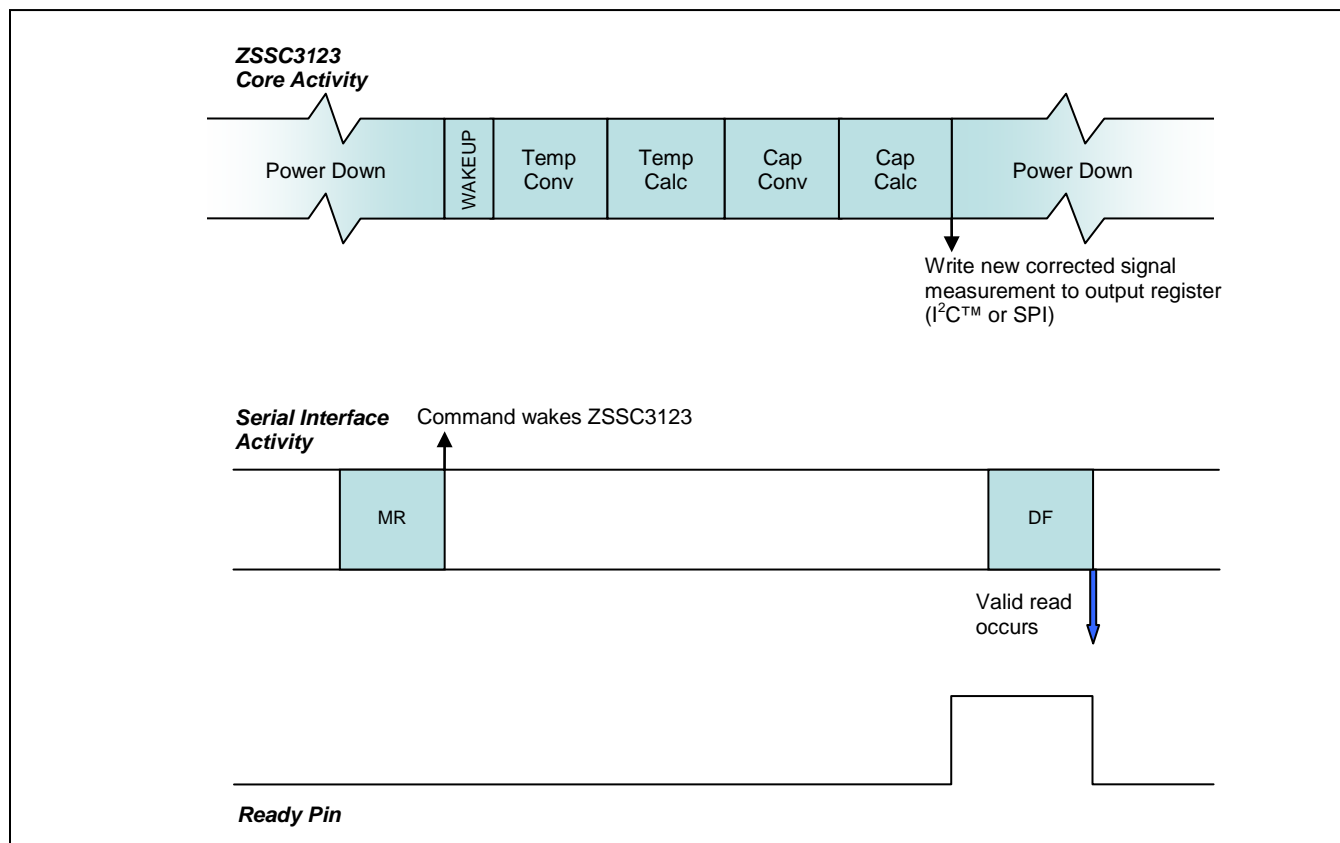 ZSSC3123
Core Activity
Power Down
WAKEUP
Temp
Conv
Temp
Calc
Cap
Conv
Cap
Calc
Power Down
Write new corrected signal
measurement to output register
(I²C™ or SPI)
Serial Interface
Activity
Command wakes ZSSC3123
MR
DF
Valid read
occurs
Ready Pin